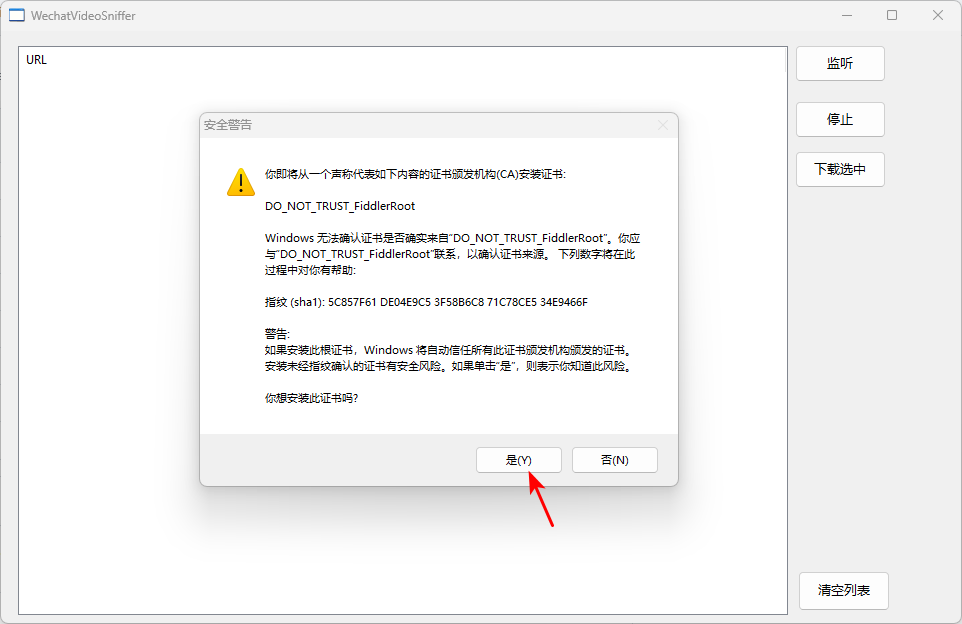 WechatVideoSniffer
URL
监听
停止
下载选中
安全警告
你即将从一个声称代表如下内容的证书颁发机构(CA)安装证书:
DO_NOT_TRUST_FiddlerRoot
Windows 无法确认证书是否确实来自“DO_NOT_TRUST_FiddlerRoot”。你应
与“DO_NOT_TRUST_FiddlerRoot”联系，以确认证书来源。 下列数字将在此
过程中对你有帮助:
指纹 (sha1): 5C857F61 DE04E9C5 3F58B6C8 71C78CE5 34E9466F
警告:
如果安装此根证书，Windows 将自动信任所有此证书颁发机构颁发的证书。
安装未经指纹确认的证书有安全风险。如果单击“是”，则表示你知道此风险。
你想安装此证书吗?
是(Y)
否(N)
清空列表